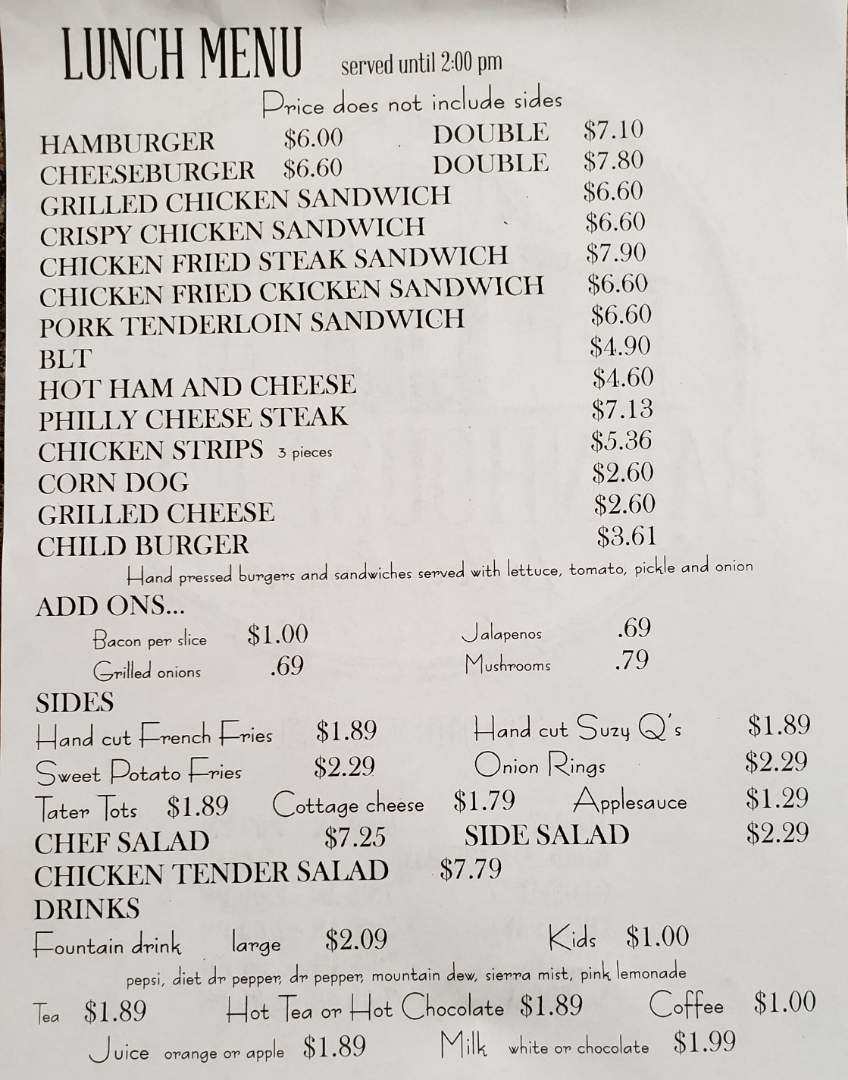 LUNCH MENU served until 2:00 pm
Price does not include sides
HAMBURGER $6.00 DOUBLE $7.10
CHEESEBURGER $6.60 DOUBLE $7.80
GRILLED CHICKEN SANDWICH $6.60
CRISPY CHICKEN SANDWICH $6.60
CHICKEN FRIED STEAK SANDWICH $7.90
CHICKEN FRIED CKICKEN SANDWICH $6.60
PORK TENDERLOIN SANDWICH $6.60
BLT $4.90
HOT HAM AND CHEESE $4.60
PHILLY CHEESE STEAK $7.13
CHICKEN STRIPS 3 pieces $5.36
CORN DOG $2.60
GRILLED CHEESE $2.60
CHILD BURGER $3.61
Hand pressed burgers and sandwiches served with lettuce, tomato, pickle and onion
ADD ONS...
Bacon per slice $1.00 Jalapenos .69
Grilled onions .69 Mushrooms .79
SIDES
Hand cut French Fries $1.89 Hand cut Suzy Q's $1.89
Sweet Potato Fries $2.29 Onion Rings $2.29
Tater Tots $1.89 Cottage cheese $1.79 Applesauce $1.29
CHEF SALAD $7.25 SIDE SALAD $2.29
CHICKEN TENDER SALAD $7.79
DRINKS
Fountain drink large $2.09 Kids $1.00
pepsi, diet dr pepper, dr pepper, mountain dew, sierra mist, pink lemonade
Tea $1.89 Hot Tea or Hot Chocolate $1.89 Coffee $1.00
Juice orange or apple $1.89 Milk white or chocolate $1.99